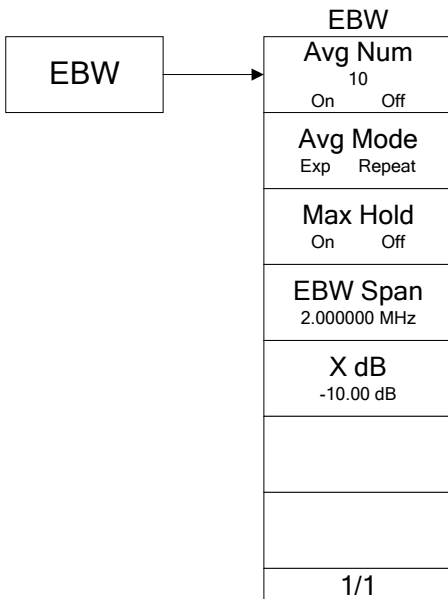 EBW
EBW
Avg Num
10
On Off
Avg Mode
Exp Repeat
Max Hold
On Off
EBW Span
2.000000 MHz
X dB
-10.00 dB
1/1